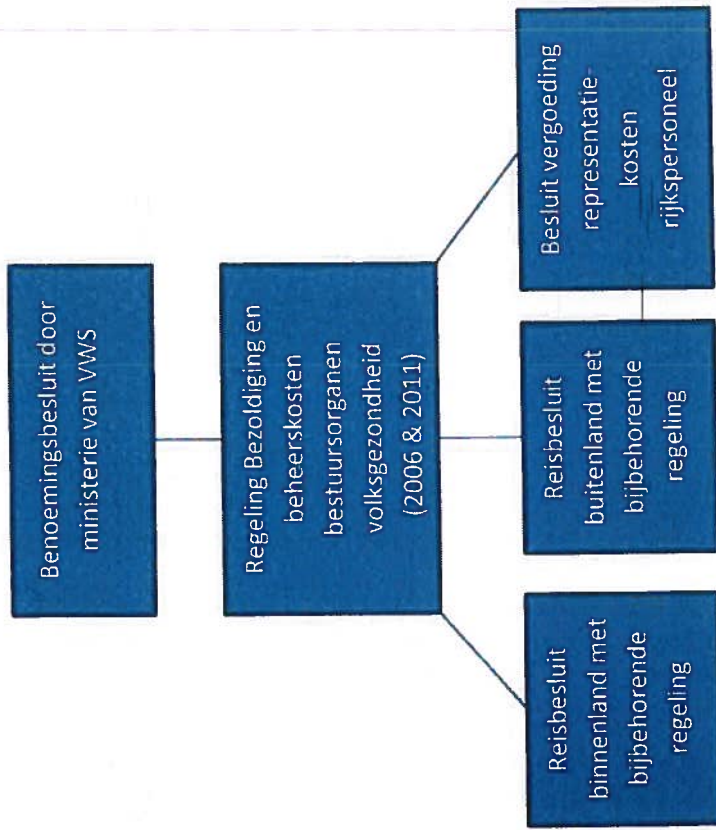 Benoemingsbesluit door
ministerie van VWS
Regeling Bezoldiging en
beheerskosten
bestuursorganen
volksgezondheid
(2006 & 2011)
Reisbesluit
binnenland met
bijbehorende
regeling
Reisbesluit
buitenland met
bijbehorende
regeling
Besluit vergoeding
representatie-
kosten
rijkspersoneel